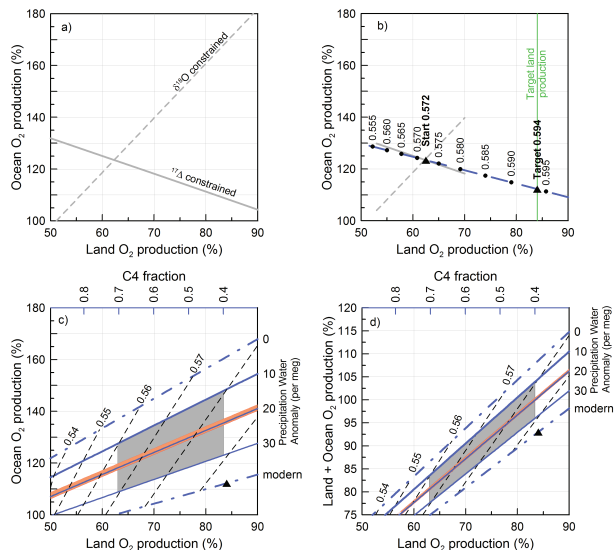 a)
Ocean O2 production (%)
180
160
140
120
100
δ18O constrained
17Δ constrained
50 60 70 80 90
Land O2 production (%)
b)
Ocean O2 production (%)
180
160
140
120
100
0.555
0.560
0.565
0.570
Start 0.572
0.575
0.580
0.585
0.590
Target 0.594
0.595
Target land
production
50 60 70 80 90
Land O2 production (%)
C4 fraction
0.8 0.7 0.6 0.5 0.4
c)
Ocean O2 production (%)
180
160
140
120
100
0.54
0.55
0.56
0.57
0
10
20
30
modern
Precipitation Water
Anomaly (per meg)
50 60 70 80 90
Land O2 production (%)
C4 fraction
0.8 0.7 0.6 0.5 0.4
d)
Land + Ocean O2 production (%)
120
115
110
105
100
95
90
85
80
75
0.54
0.55
0.56
0.57
0
10
20
30
modern
Precipitation Water
Anomaly (per meg)
50 60 70 80 90
Land O2 production (%)